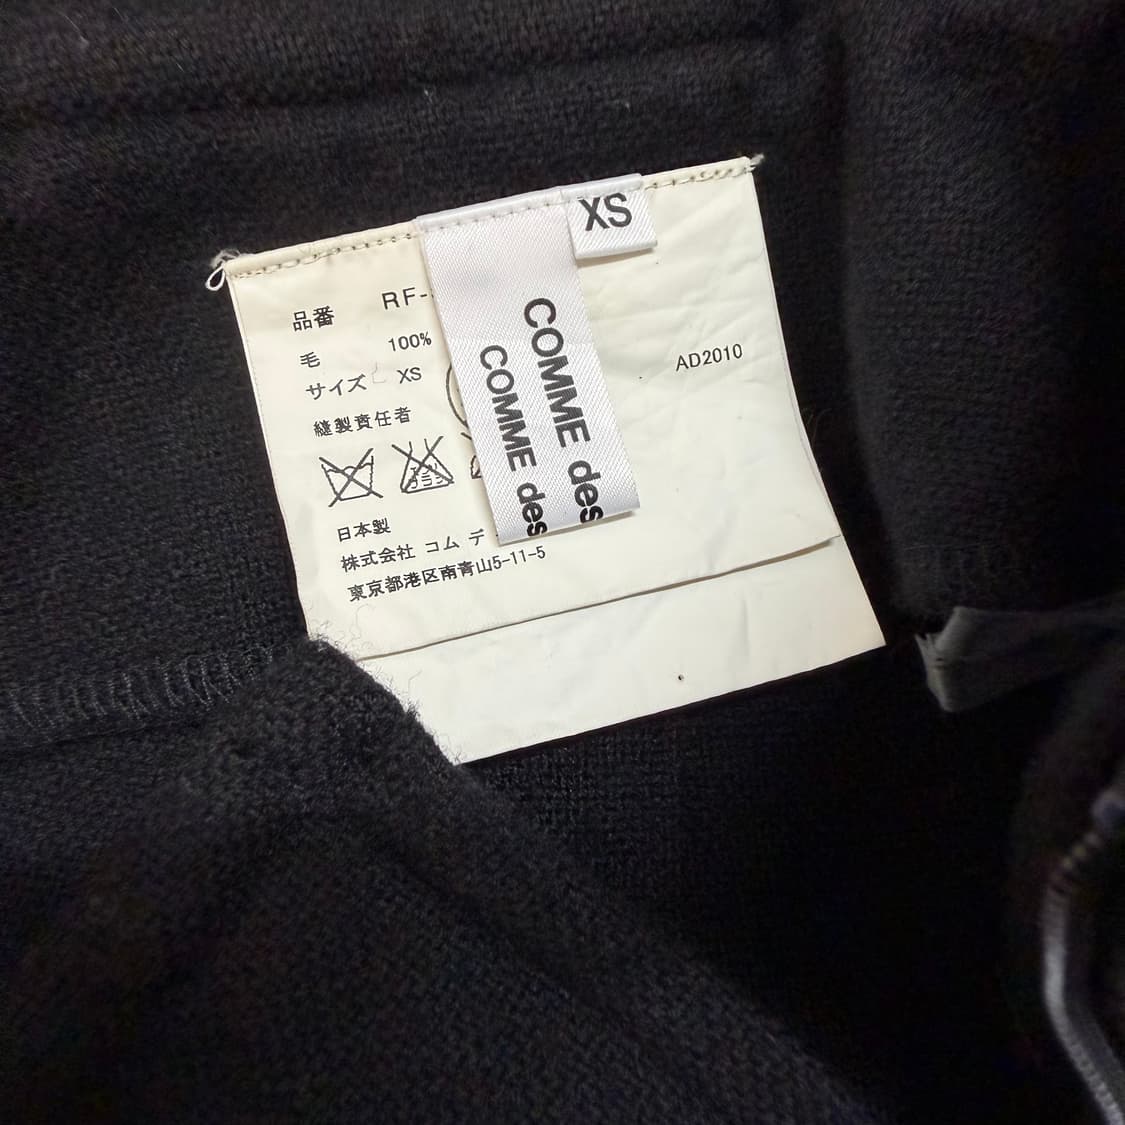 XS
COMME des
COMME des
品番 RF-
毛 100%
サイズ XS
縫製責任者
日本製
株式会社 コム デ
東京都港区南青山5-11-5
AD2010